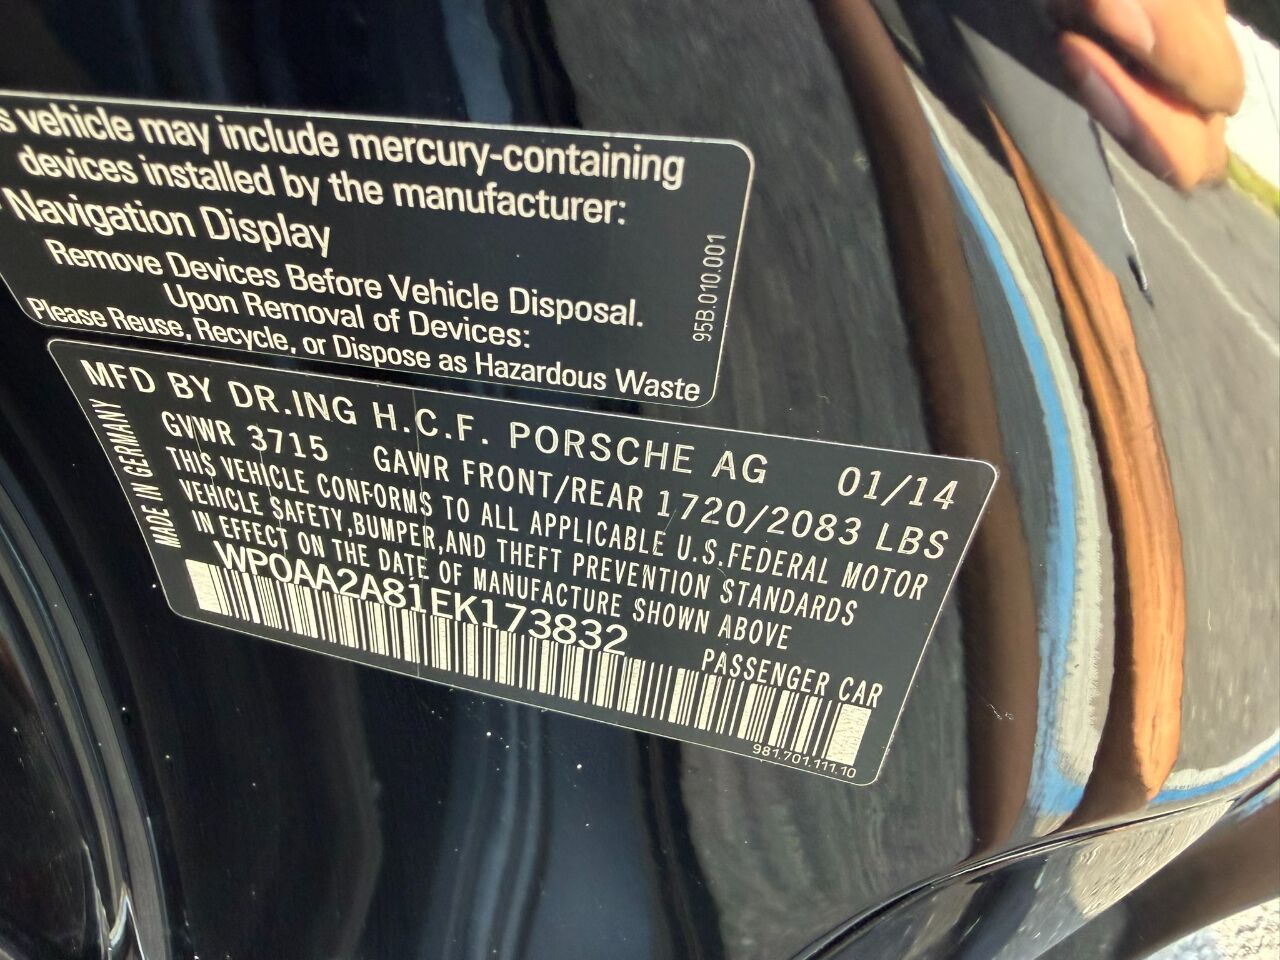 s vehicle may include mercury-containing
devices installed by the manufacturer:
Navigation Display
Remove Devices Before Vehicle Disposal.
Upon Removal of Devices:
Please Reuse, Recycle, or Dispose as Hazardous Waste
95B.010.001
MFD BY DR.ING H.C.F. PORSCHE AG 01/14
GVWR 3715 GAWR FRONT/REAR 1720/2083 LBS
THIS VEHICLE CONFORMS TO ALL APPLICABLE U.S.FEDERAL MOTOR
VEHICLE SAFETY,BUMPER,AND THEFT PREVENTION STANDARDS
IN EFFECT ON THE DATE OF MANUFACTURE SHOWN ABOVE
WP0AA2A81EK173832
PASSENGER CAR
MADE IN GERMANY
981.701.111.10